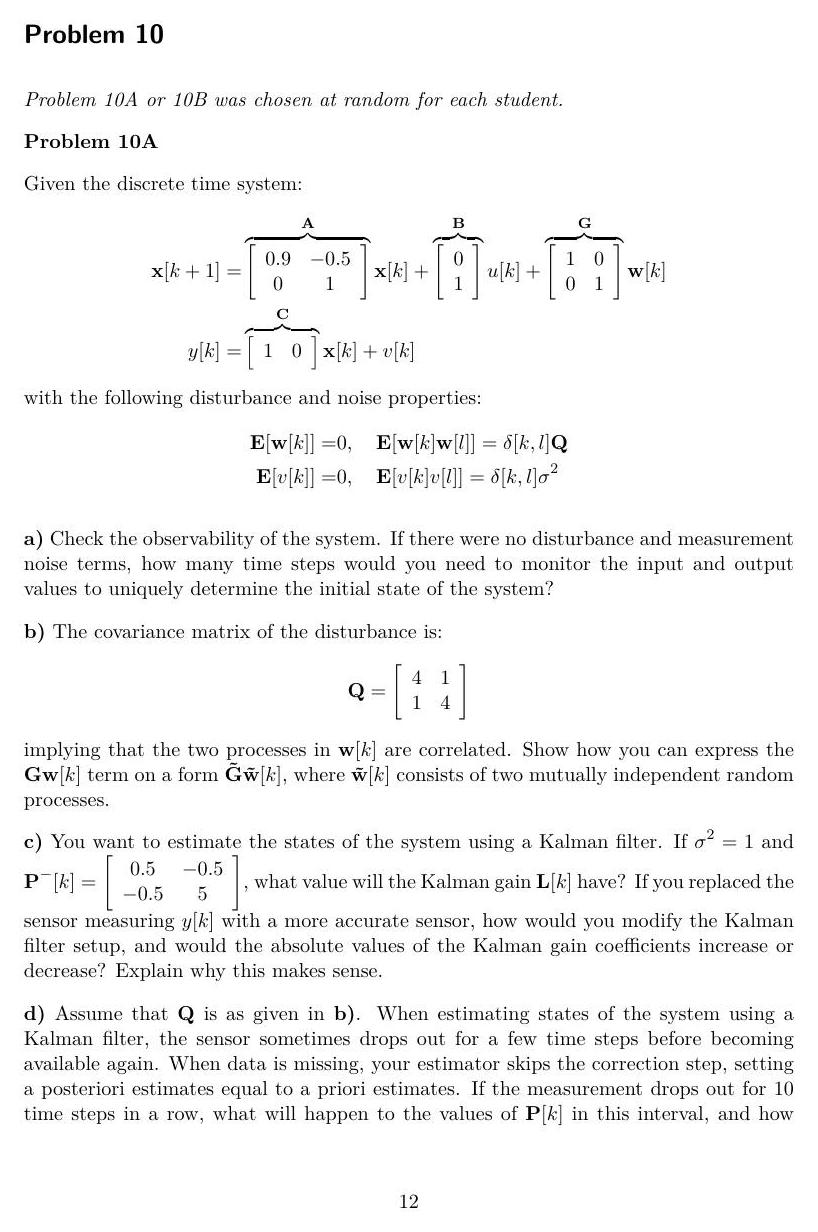 Problem 10
Problem 10A or 10B was chosen at random for each student.
Problem 10A
Given the discrete time system:
A B G
x[k + 1] = [ 0.9 −0.5 ; 0 1 ] x[k] + [ 0 ; 1 ] u[k] + [ 1 0 ; 0 1 ] w[k]
C
y[k] = [ 1 0 ] x[k] + v[k]
with the following disturbance and noise properties:
E[w[k]] =0, E[w[k]w[l]] = δ[k, l]Q
E[v[k]] =0, E[v[k]v[l]] = δ[k, l]σ²
a) Check the observability of the system. If there were no disturbance and measurement
noise terms, how many time steps would you need to monitor the input and output
values to uniquely determine the initial state of the system?
b) The covariance matrix of the disturbance is:
Q = [ 4 1 ; 1 4 ]
implying that the two processes in w[k] are correlated. Show how you can express the
Gw[k] term on a form G̃w̃[k], where w̃[k] consists of two mutually independent random
processes.
c) You want to estimate the states of the system using a Kalman filter. If σ² = 1 and
P⁻[k] = [ 0.5 −0.5 ; −0.5 5 ], what value will the Kalman gain L[k] have? If you replaced the
sensor measuring y[k] with a more accurate sensor, how would you modify the Kalman
filter setup, and would the absolute values of the Kalman gain coefficients increase or
decrease? Explain why this makes sense.
d) Assume that Q is as given in b). When estimating states of the system using a
Kalman filter, the sensor sometimes drops out for a few time steps before becoming
available again. When data is missing, your estimator skips the correction step, setting
a posteriori estimates equal to a priori estimates. If the measurement drops out for 10
time steps in a row, what will happen to the values of P[k] in this interval, and how
12